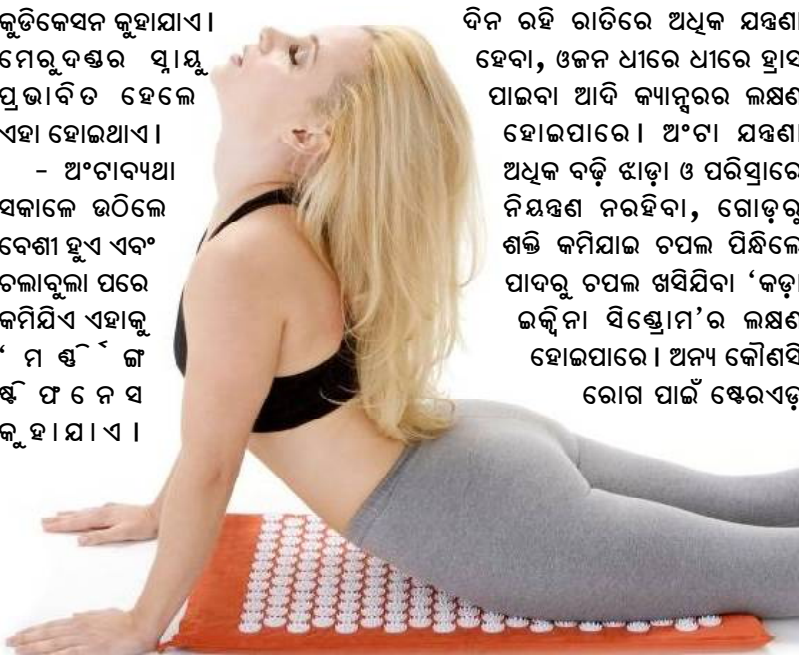 କୁଡିକେସନ କୁହାଯାଏ।
ମେରୁଦଣ୍ଡର ସ୍ନାୟୁ
ପ୍ରଭାବିତ ହେଲେ
ଏହା ହୋଇଥାଏ।
- ଅଂଟାବ୍ୟଥା
ସକାଳେ ଉଠିଲେ
ବେଶୀ ହୁଏ ଏବଂ
ଚଲାବୁଲା ପରେ
କମିଯିଏ ଏହାକୁ
‘ମର୍ଣ୍ଣିଙ୍ଗ
ଷ୍ଟିଫନେସ
କୁହାଯାଏ।
ଦିନ ରହି ରାତିରେ ଅଧିକ ଯନ୍ତ୍ରଣା
ହେବା, ଓଜନ ଧୀରେ ଧୀରେ ହ୍ରାସ
ପାଇବା ଆଦି କ୍ୟାନ୍ସରର ଲକ୍ଷଣ
ହୋଇପାରେ। ଅଂଟା ଯନ୍ତ୍ରଣା
ଅଧିକ ବଢ଼ି ଝାଡ଼ା ଓ ପରିସ୍ରାରେ
ନିୟନ୍ତ୍ରଣ ନରହିବା, ଗୋଡ଼ରୁ
ଶକ୍ତି କମିଯାଇ ଚପଲ ପିନ୍ଧିଲେ
ପାଦରୁ ଚପଲ ଖସିଯିବା ‘କଡ଼ା
ଇକ୍ୱିନା ସିଣ୍ଡ୍ରୋମ’ର ଲକ୍ଷଣ
ହୋଇପାରେ। ଅନ୍ୟ କୌଣସି
ରୋଗ ପାଇଁ ଷ୍ଟେରଏଡ଼